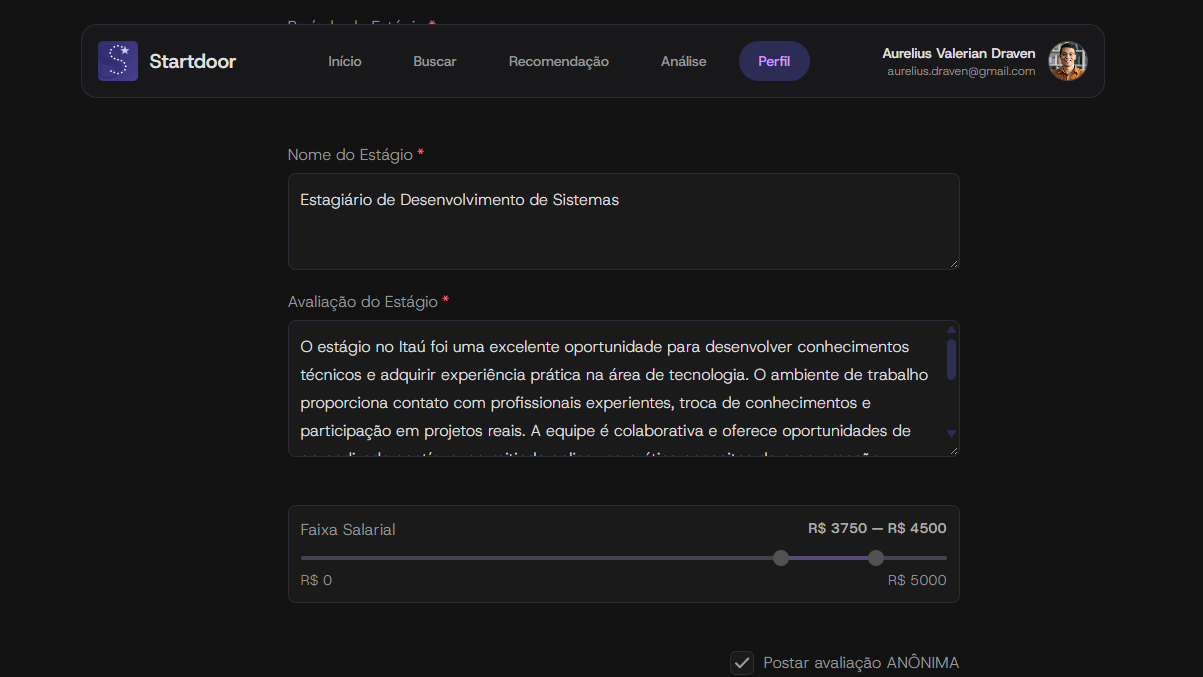 Startdoor
Início
Buscar
Recomendação
Análise
Perfil
Aurelius Valerian Draven
aurelius.draven@gmail.com
Nome do Estágio *
Estagiário de Desenvolvimento de Sistemas
Avaliação do Estágio *
O estágio no Itaú foi uma excelente oportunidade para desenvolver conhecimentos
técnicos e adquirir experiência prática na área de tecnologia. O ambiente de trabalho
proporciona contato com profissionais experientes, troca de conhecimentos e
participação em projetos reais. A equipe é colaborativa e oferece oportunidades de
Faixa Salarial
R$ 3750 — R$ 4500
R$ 0
R$ 5000
Postar avaliação ANÔNIMA